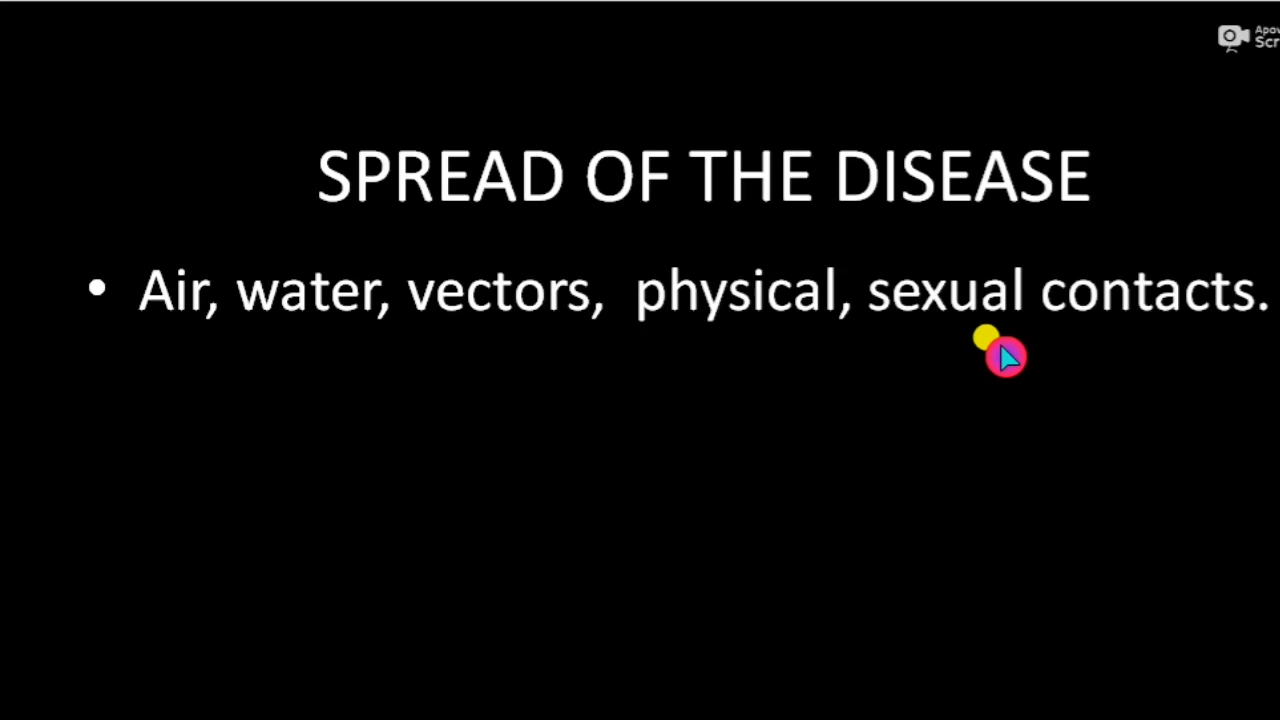 SPREAD OF THE DISEASE
• Air, water, vectors,  physical, sexual contacts.